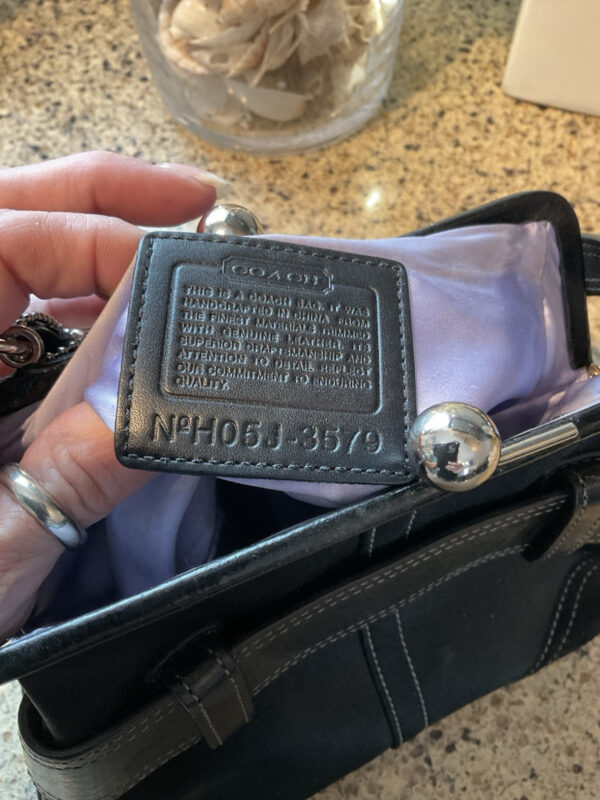 COACH
THIS IS A COACH BAG. IT WAS
HANDCRAFTED IN CHINA FROM
THE FINEST MATERIALS TRIMMED
WITH GENUINE LEATHER.
SUPERIOR CRAFTSMANSHIP AND
ATTENTION TO DETAIL REFLECT
OUR COMMITMENT TO ENDURING
QUALITY.
NºH05J-3579